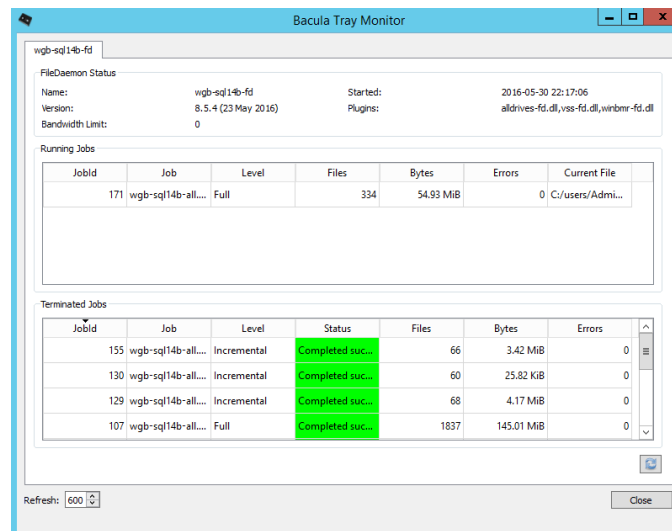 Bacula Tray Monitor
wgb-sql14b-fd
FileDaemon Status
Name: wgb-sql14b-fd Started: 2016-05-30 22:17:06
Version: 8.5.4 (23 May 2016) Plugins: alldrives-fd.dll,vss-fd.dll,winbmr-fd.dll
Bandwidth Limit: 0
Running Jobs
JobId Job Level Files Bytes Errors Current File
171 wgb-sql14b-all.... Full 334 54.93 MiB 0 C:/users/Admi...
Terminated Jobs
JobId Job Level Status Files Bytes Errors
155 wgb-sql14b-all.... Incremental Completed suc... 66 3.42 MiB 0
130 wgb-sql14b-all.... Incremental Completed suc... 60 25.82 KiB 0
129 wgb-sql14b-all.... Incremental Completed suc... 68 4.17 MiB 0
107 wgb-sql14b-all.... Full Completed suc... 1837 145.01 MiB 0
Refresh: 600 Close